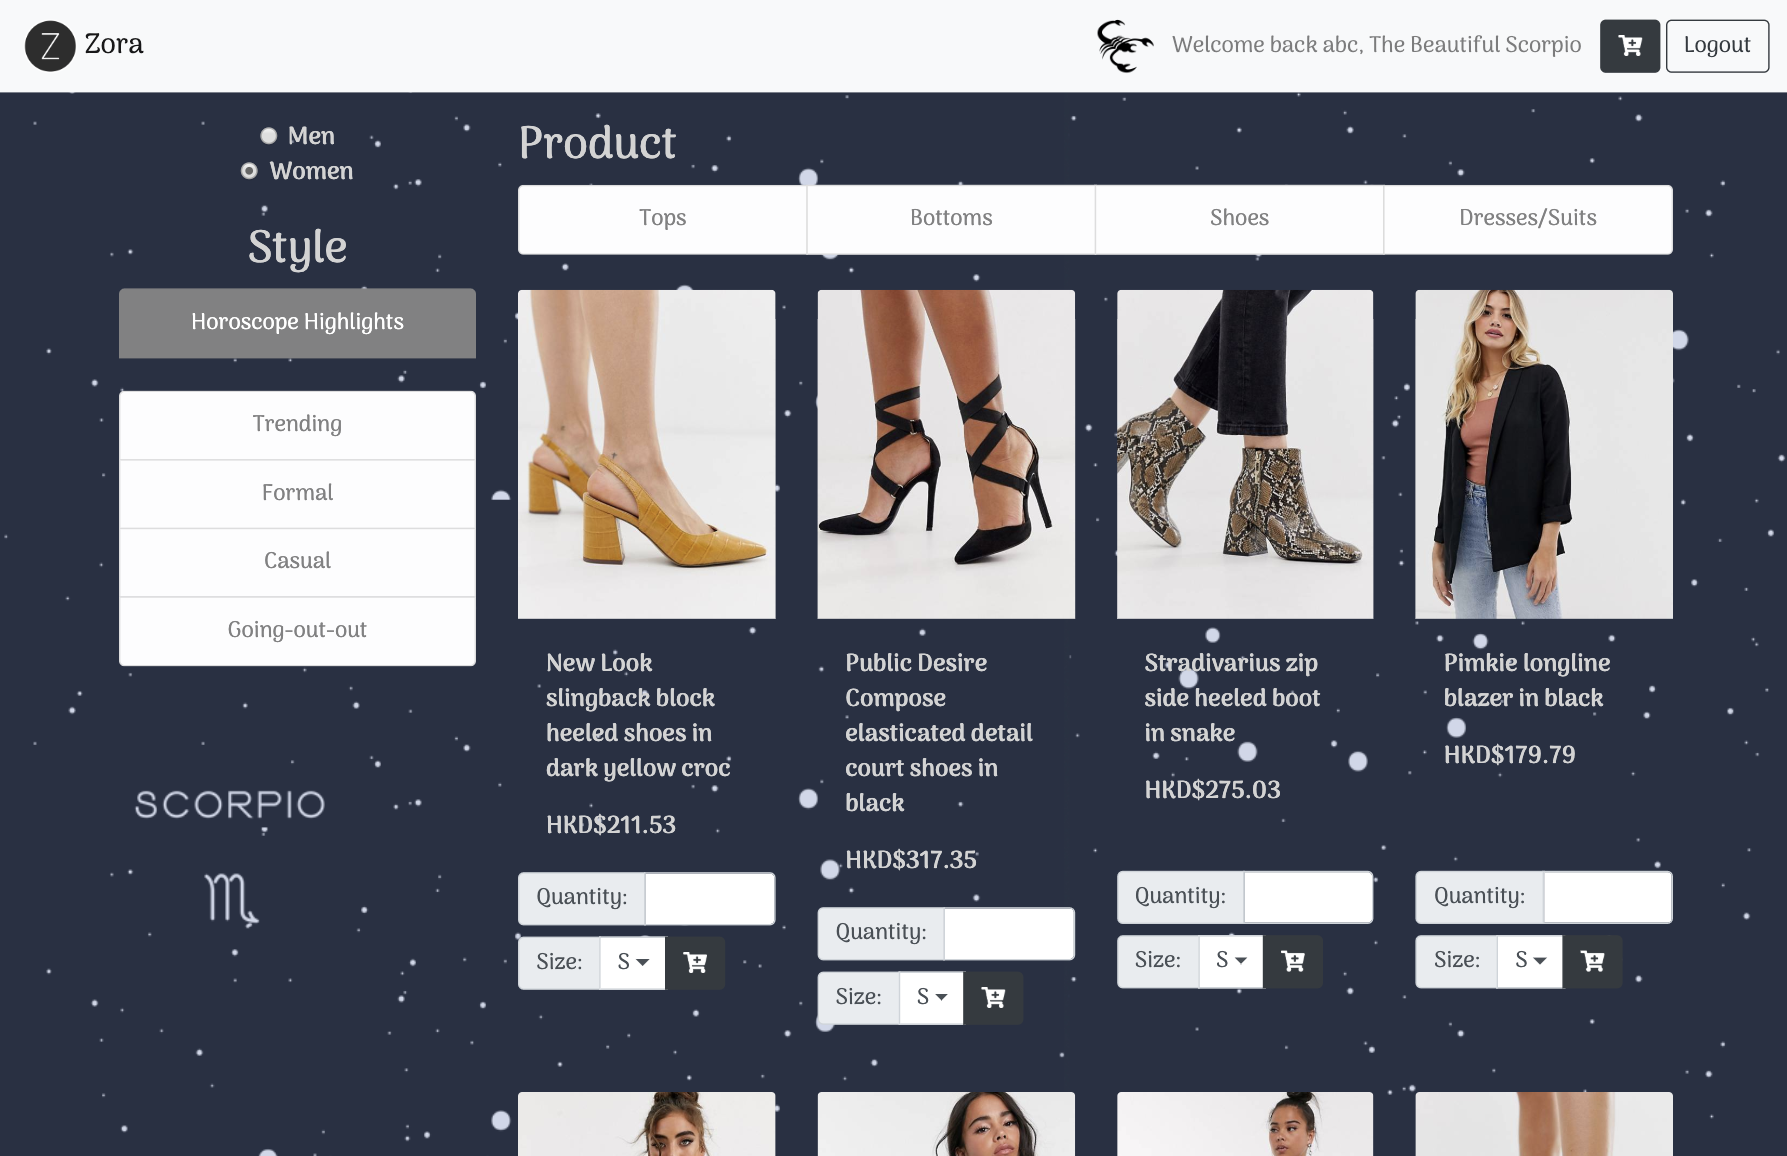 Z Zora
Welcome back abc, The Beautiful Scorpio
Logout
Men
Women
Style
Horoscope Highlights
Trending
Formal
Casual
Going-out-out
SCORPIO
Product
Tops
Bottoms
Shoes
Dresses/Suits
New Look
slingback block
heeled shoes in
dark yellow croc
HKD$211.53
Quantity:
Size: S
Public Desire
Compose
elasticated detail
court shoes in
black
HKD$317.35
Quantity:
Size: S
Stradivarius zip
side heeled boot
in snake
HKD$275.03
Quantity:
Size: S
Pimkie longline
blazer in black
HKD$179.79
Quantity:
Size: S